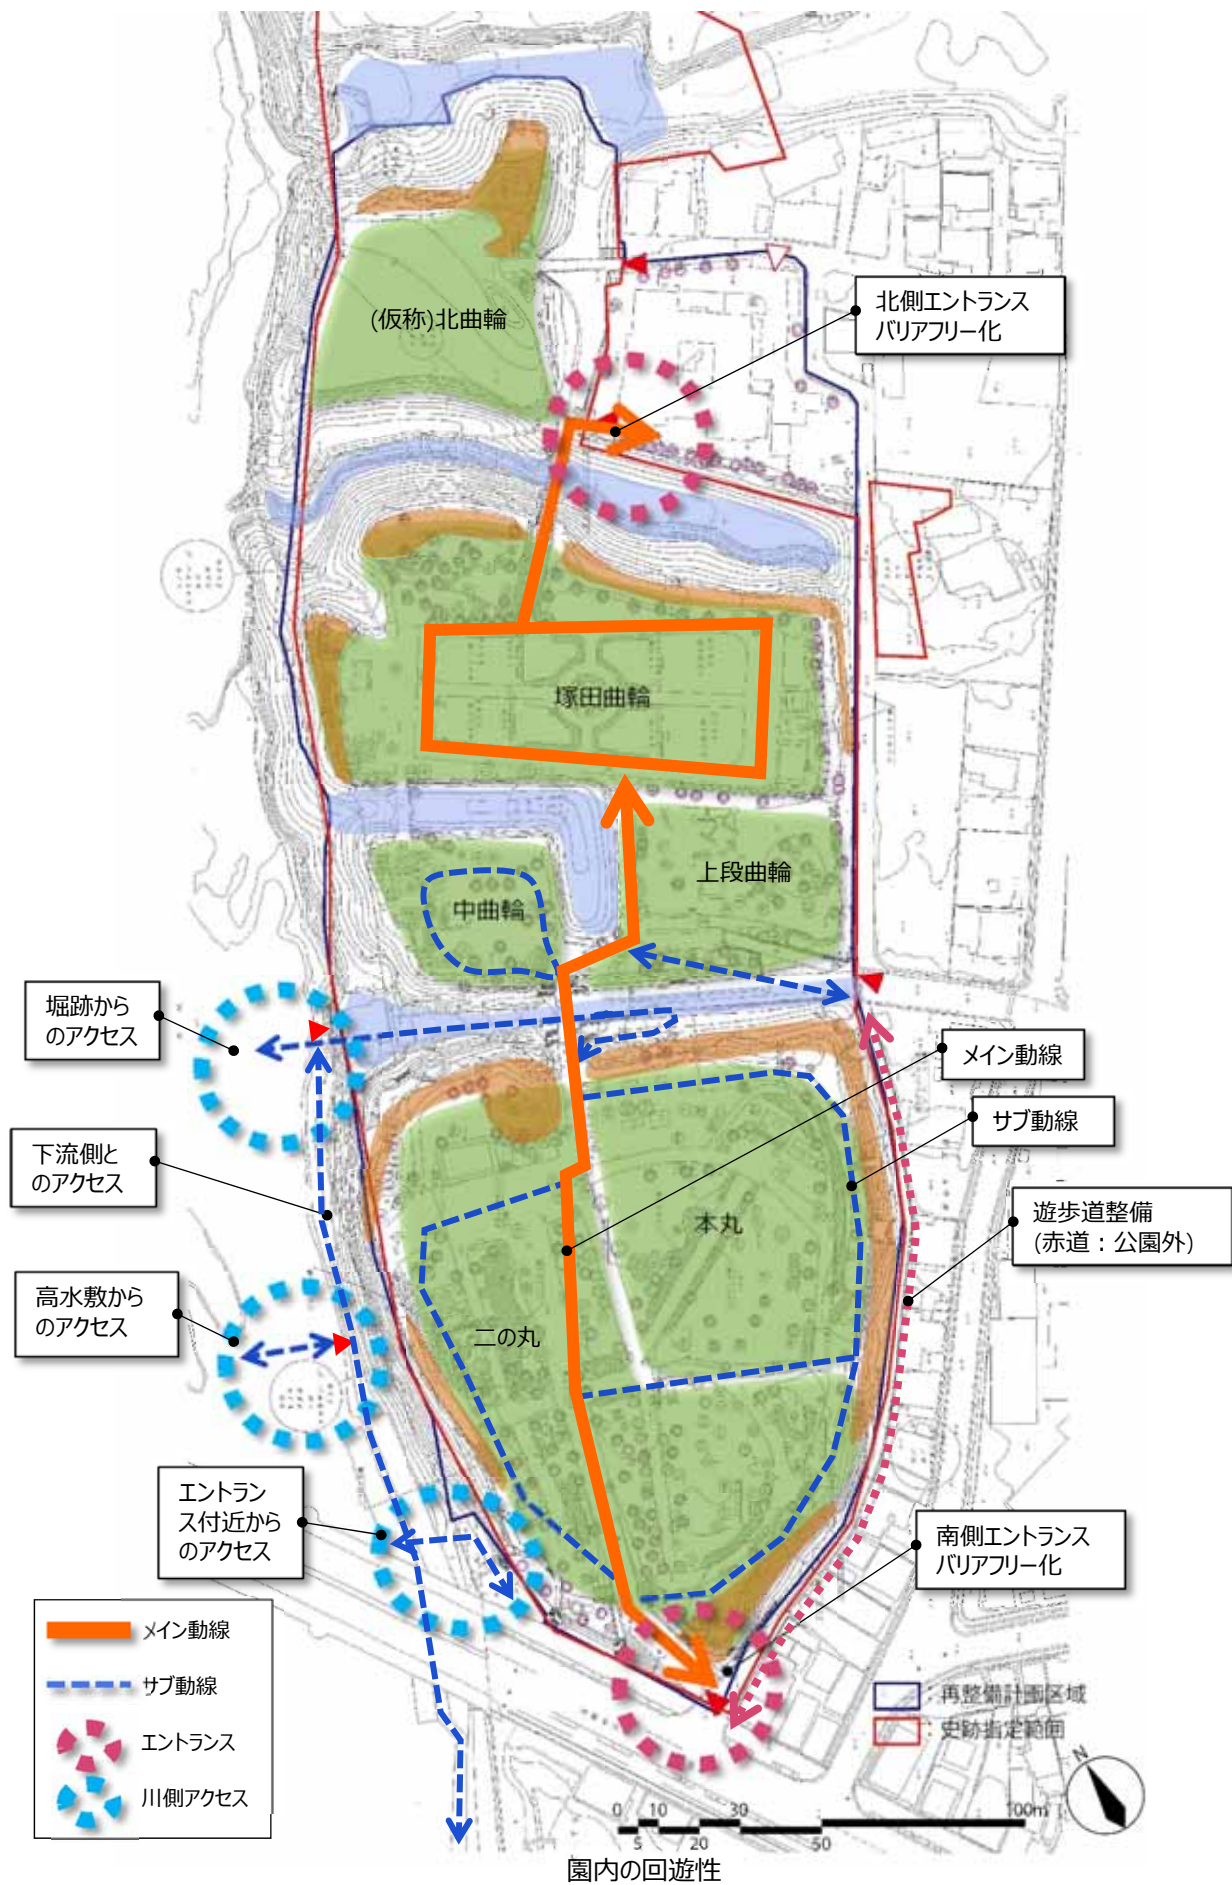 (仮称)北曲輪
北側エントランス
バリアフリー化
塚田曲輪
上段曲輪
中曲輪
堀跡から
のアクセス
メイン動線
サブ動線
下流側と
のアクセス
本丸
遊歩道整備
(赤道：公園外)
高水敷から
のアクセス
二の丸
エントラン
ス付近から
のアクセス
南側エントランス
バリアフリー化
メイン動線
サブ動線
エントランス
川側アクセス
：再整備計画区域
：史跡指定範囲
N
0 10 30 100m
5 20 50
園内の回遊性